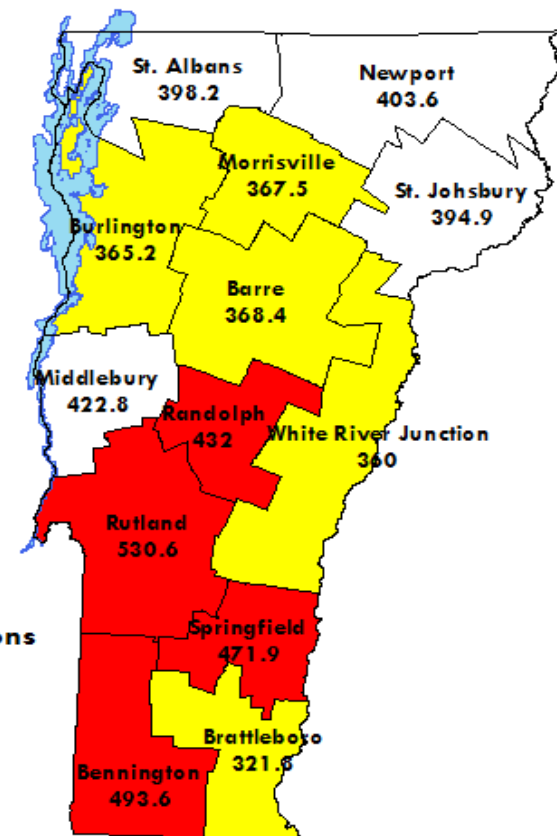 St. Albans
398.2
Newport
403.6
Morrisville
367.5
St. Johsbury
394.9
Burlington
365.2
Barre
368.4
Middlebury
422.8
Randolph
432
White River Junction
360
Rutland
530.6
ons
Springfield
471.9
Brattleboro
321.8
Bennington
493.6